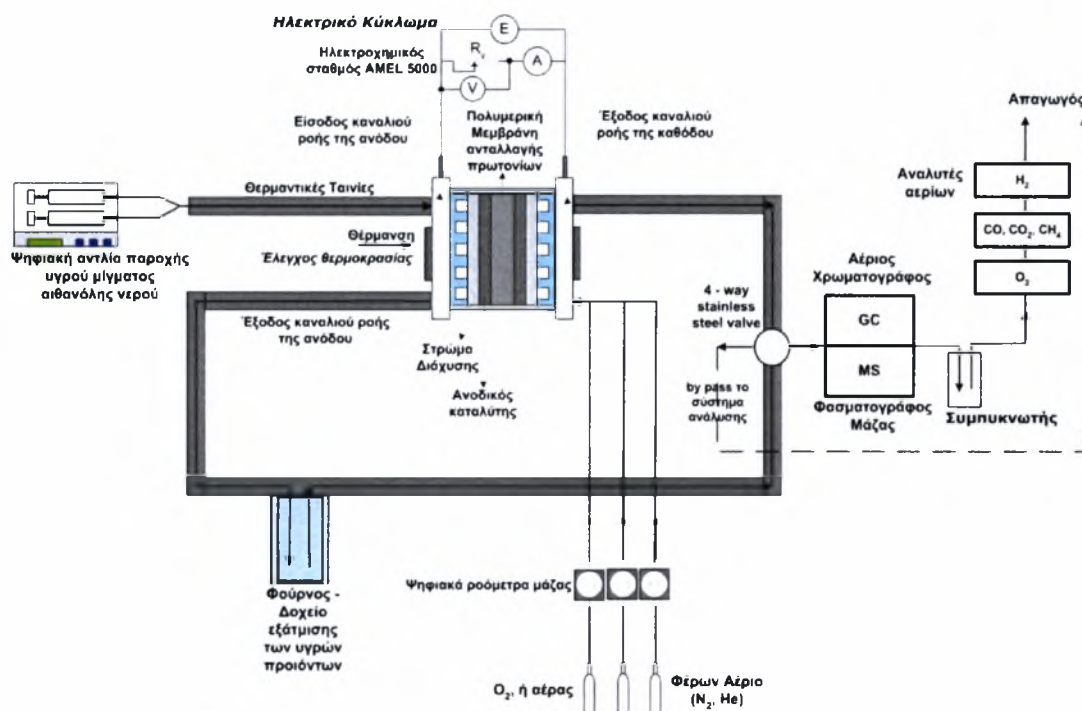 Ηλεκτρικό Κύκλωμα
E
Ηλεκτροχημικός
σταθμός AMEL 5000
Rv
A
V
Είσοδος καναλιού
ροής της ανόδου
Πολυμερική
Μεμβράνη
ανταλλαγής
πρωτονίων
Έξοδος καναλιού
ροής της καθόδου
Απαγωγός
Αναλυτές
αερίων
H2
CO, CO2, CH4
O2
Θερμαντικές Ταινίες
Ψηφιακή αντλία παροχής
υγρού μίγματος
αιθανόλης νερού
Θέρμανση
Έλεγχος θερμοκρασίας
Έξοδος καναλιού ροής
της ανόδου
Στρώμα
Διάχυσης
Ανοδικός
καταλύτης
4 - way
stainless
steel valve
Αέριος
Χρωματογράφος
GC
MS
Φασματογράφος
Μάζας
Συμπυκνωτής
by pass το
σύστημα
ανάλυσης
Φούρνος -
Δοχείο
εξάτμισης
των υγρών
προιόντων
Ψηφιακά ροόμετρα μάζας
O2, ή αέρας
Φέρων Αέριο
(N2, He)